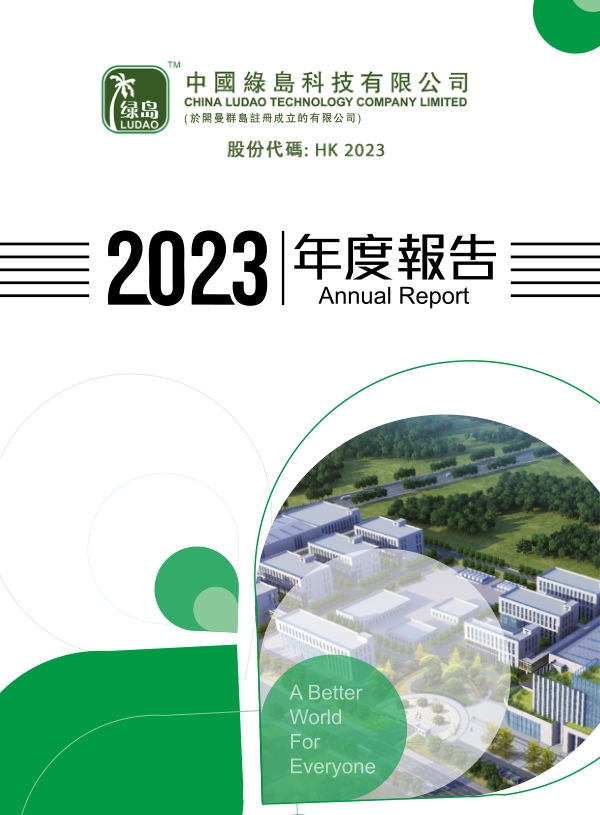 TM
绿岛
LUDAO
中國綠島科技有限公司
CHINA LUDAO TECHNOLOGY COMPANY LIMITED
(於開曼群島註冊成立的有限公司)
股份代碼: HK 2023
2023
年度報告
Annual Report
A Better
World
For
Everyone